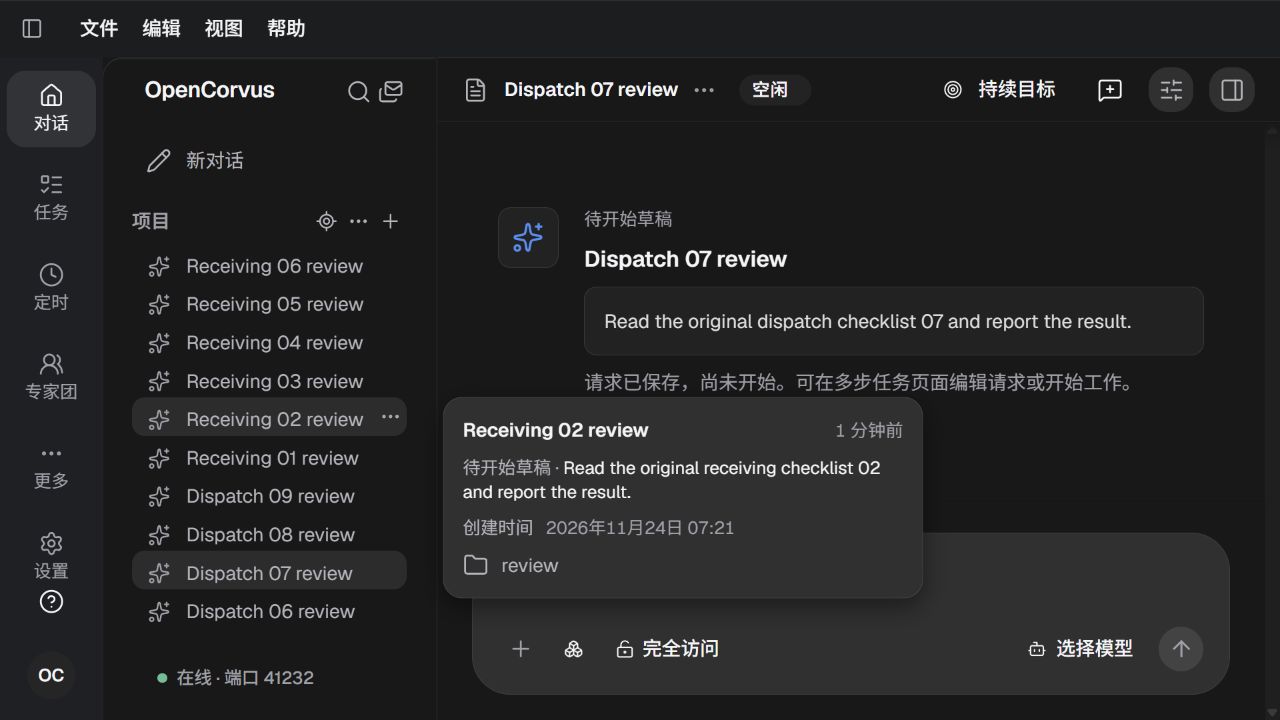 文件 编辑 视图 帮助
对话
任务
定时
专家团
更多
设置
OC
OpenCorvus
新对话
项目
Receiving 06 review
Receiving 05 review
Receiving 04 review
Receiving 03 review
Receiving 02 review
Receiving 01 review
Dispatch 09 review
Dispatch 08 review
Dispatch 07 review
Dispatch 06 review
在线 · 端口 41232
Dispatch 07 review 空闲 持续目标
待开始草稿
Dispatch 07 review
Read the original dispatch checklist 07 and report the result.
请求已保存，尚未开始。可在多步任务页面编辑请求或开始工作。
Receiving 02 review 1 分钟前
待开始草稿 · Read the original receiving checklist 02
and report the result.
创建时间 2026年11月24日 07:21
review
完全访问 选择模型